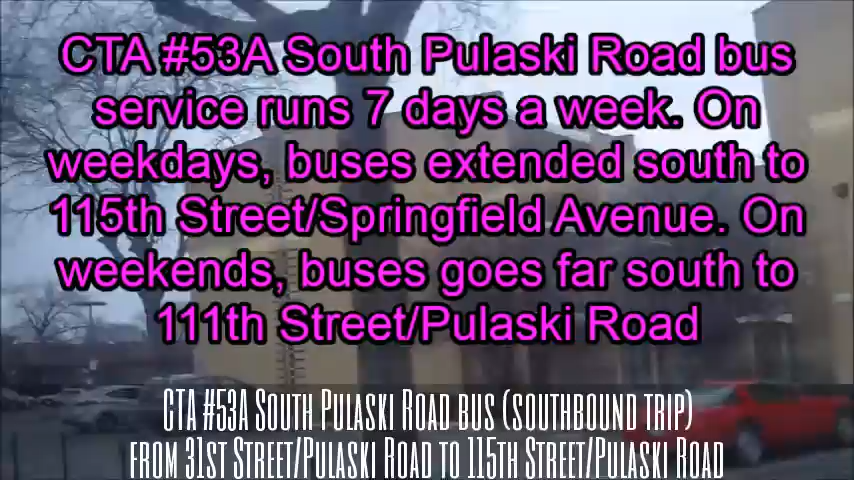 CTA #53A South Pulaski Road bus
service runs 7 days a week. On
weekdays, buses extended south to
115th Street/Springfield Avenue. On
weekends, buses goes far south to
111th Street/Pulaski Road
CTA #53A South Pulaski Road bus (southbound trip)
from 31st Street/Pulaski Road to 115th Street/Pulaski Road